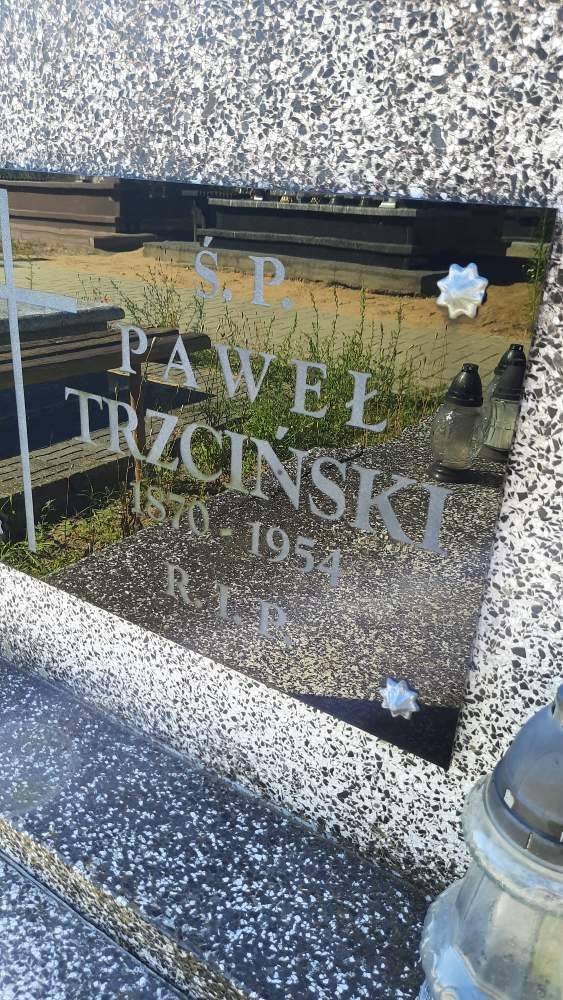 Ś. P.
PAWEŁ
TRZCIŃSKI
1870 - 1954
R. I. P.